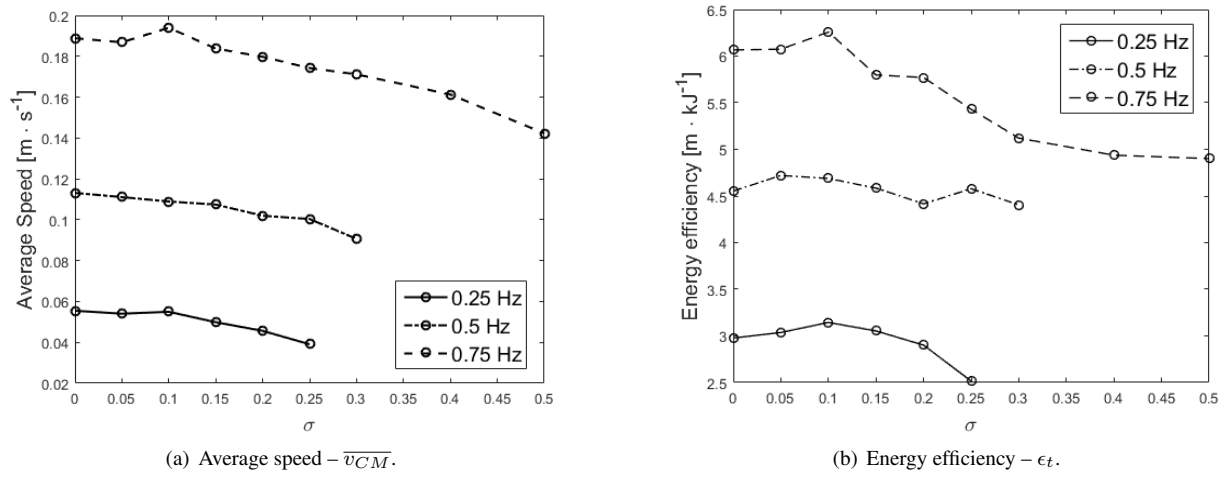 0.2
0.18
0.16
0.14
0.12
0.1
0.08
0.06
0.04
0.02
Average Speed [m · s⁻¹]
0 0.05 0.1 0.15 0.2 0.25 0.3 0.35 0.4 0.45 0.5
σ
0.25 Hz
0.5 Hz
0.75 Hz
(a) Average speed – $\overline{v_{CM}}$.
6.5
6
5.5
5
4.5
4
3.5
3
2.5
Energy efficiency [m · kJ⁻¹]
0 0.05 0.1 0.15 0.2 0.25 0.3 0.35 0.4 0.45 0.5
σ
0.25 Hz
0.5 Hz
0.75 Hz
(b) Energy efficiency – $\epsilon_t$.